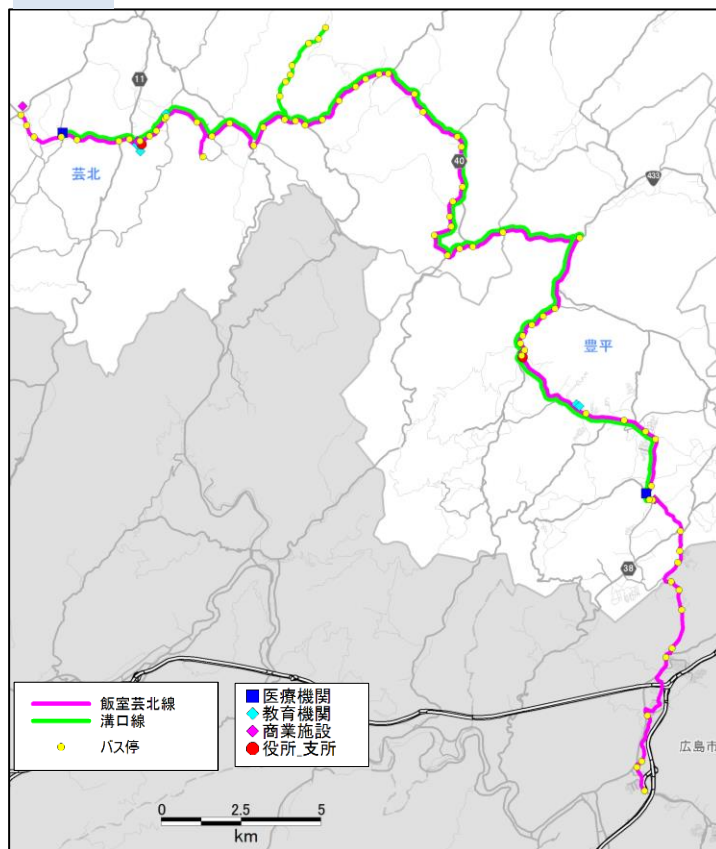 11
芸北
40
433
豊平
38
飯室芸北線
溝口線
バス停
医療機関
教育機関
商業施設
役所_支所
広島市
0 2.5 5
km